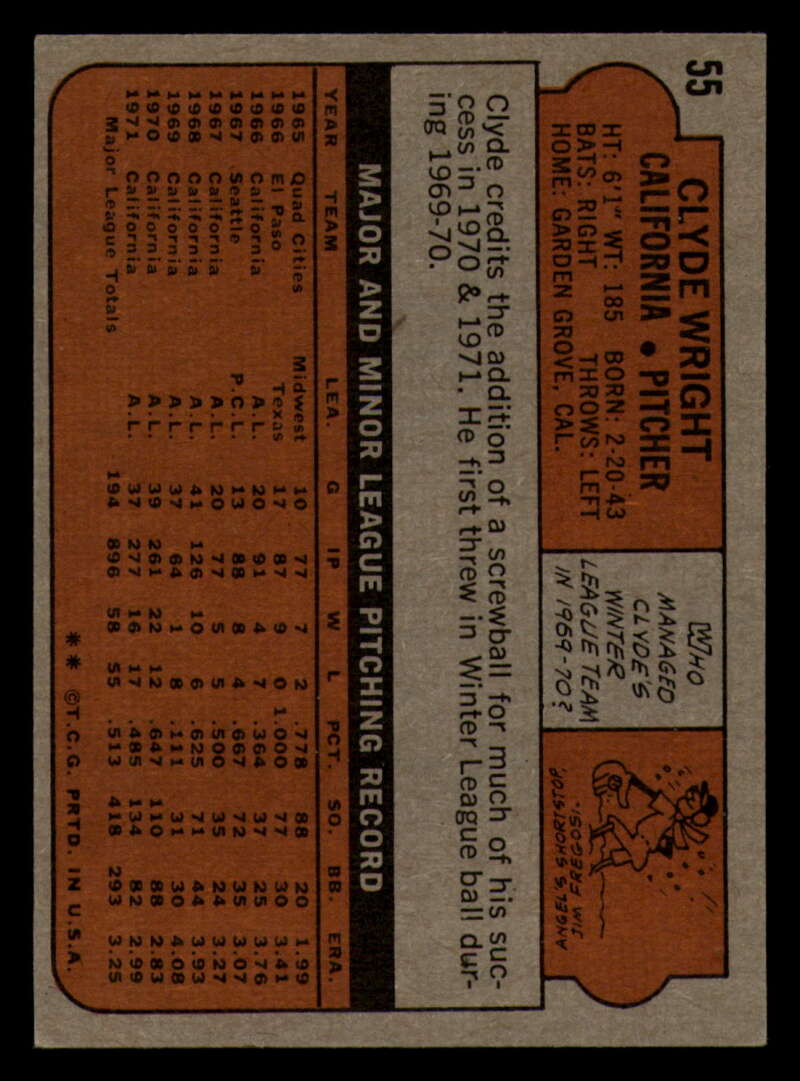 55
CLYDE WRIGHT
CALIFORNIA • PITCHER
HT: 6'1" WT: 185 BORN: 2-20-43
BATS: RIGHT THROWS: LEFT
HOME: GARDEN GROVE, CAL.
WHO
MANAGED
CLYDE'S
WINTER
LEAGUE TEAM
IN 1969-70?
JIM FREGOSI,
ANGEL'S SHORTSTOP.
Clyde credits the addition of a screwball for much of his suc-
cess in 1970 & 1971. He first threw in Winter League ball dur-
ing 1969-70.
MAJOR AND MINOR LEAGUE PITCHING RECORD
YEAR TEAM LEA. G IP W L PCT. SO. BB. ERA.
1965 Quad Cities Midwest 10 77 7 2 .778 88 20 1.99
1966 El Paso Texas 17 87 9 0 1.000 77 30 3.41
1966 California A.L. 20 91 4 7 .364 37 25 3.76
1967 Seattle P.C.L. 13 88 8 4 .667 72 35 3.07
1967 California A.L. 20 77 5 5 .500 35 24 3.27
1968 California A.L. 41 126 10 6 .625 71 44 3.93
1969 California A.L. 37 64 1 8 .111 31 30 4.08
1970 California A.L. 39 261 22 12 .647 110 88 2.83
1971 California A.L. 37 277 16 17 .485 134 82 2.99
Major League Totals 194 896 58 55 .513 418 293 3.25
** ©T.C.G. PRTD. IN U.S.A.